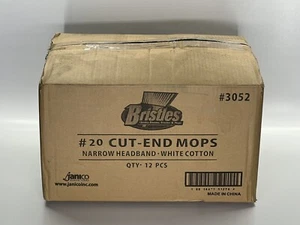 Bristles
#3052
#20 CUT-END MOPS
NARROW HEADBAND · WHITE COTTON
QTY· 12 PCS
janico
www.janicoinc.com
MADE IN CHINA